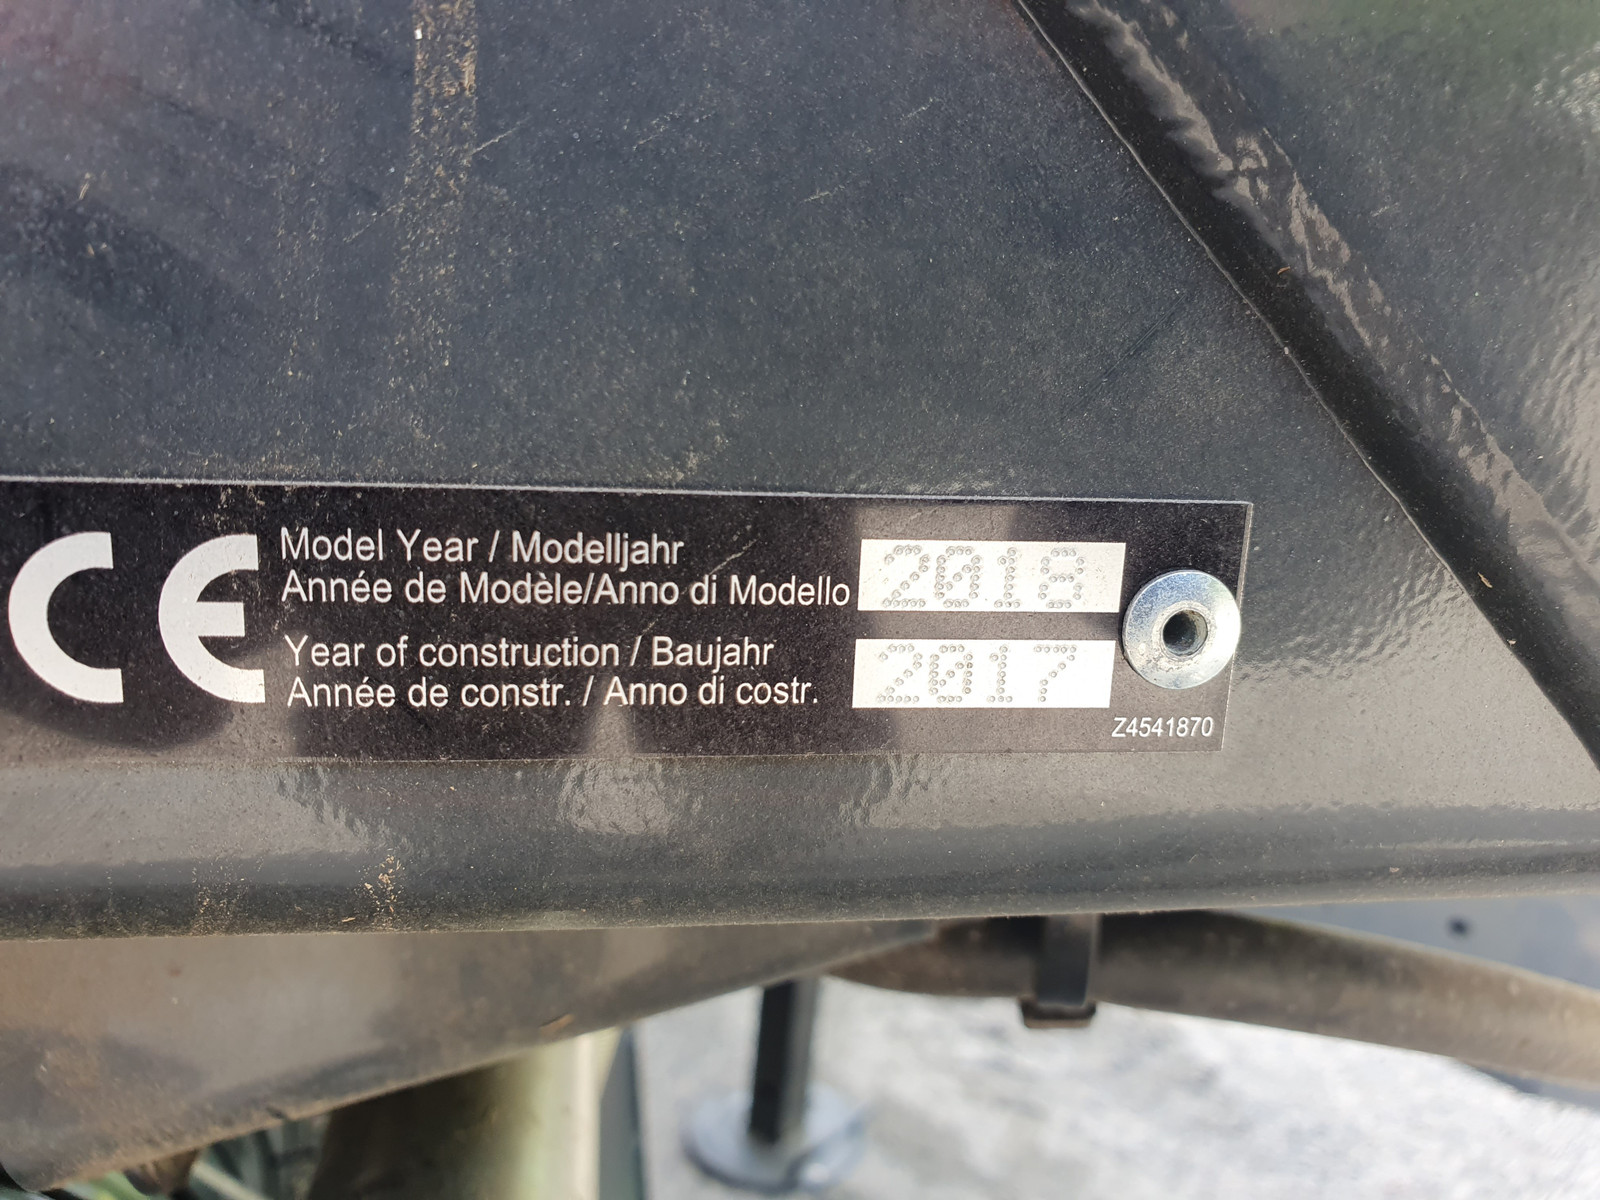 CE
Model Year / Modelljahr
Année de Modèle/Anno di Modello 2018
Year of construction / Baujahr
Année de constr. / Anno di costr. 2017
Z4541870